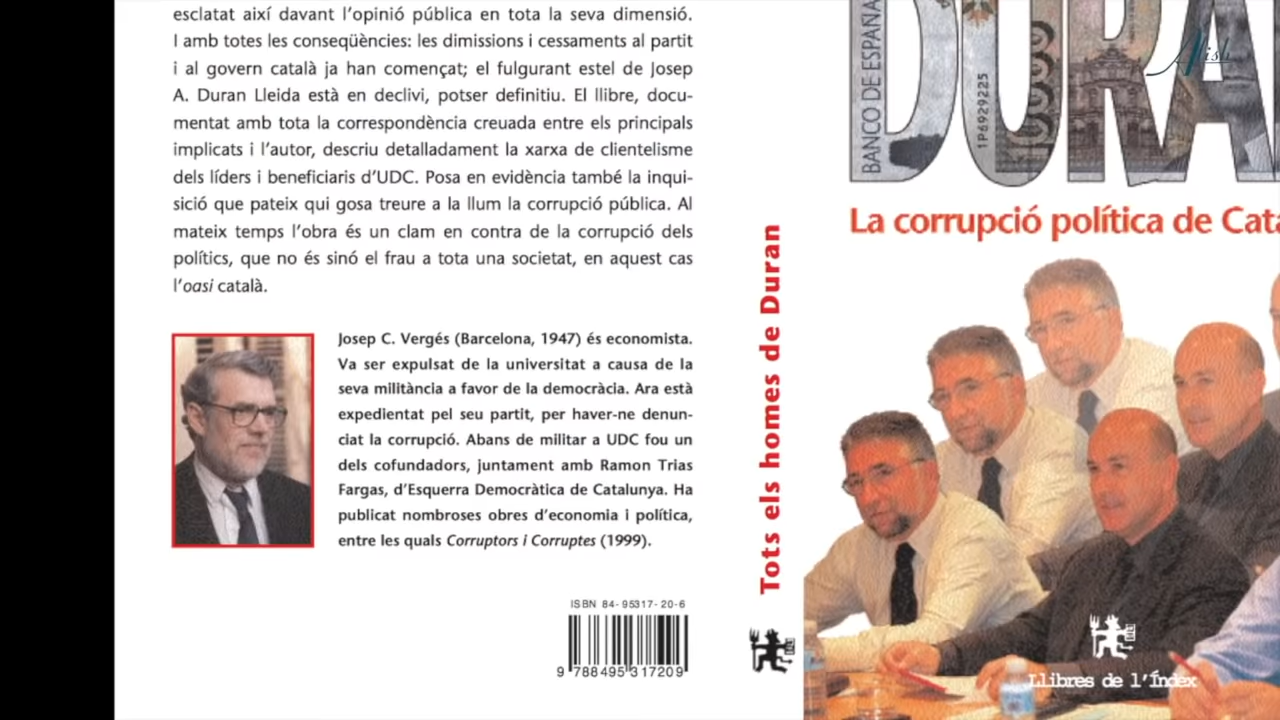 esclatat així davant l'opinió pública en tota la seva dimensió.
I amb totes les conseqüències: les dimissions i cessaments al partit
i al govern català ja han començat; el fulgurant estel de Josep
A. Duran Lleida està en declivi, potser definitiu. El llibre, docu-
mentat amb tota la correspondència creuada entre els principals
implicats i l'autor, descriu detalladament la xarxa de clientelisme
dels líders i beneficiaris d'UDC. Posa en evidència també la inqui-
sició que pateix qui gosa treure a la llum la corrupció pública. Al
mateix temps l'obra és un clam en contra de la corrupció dels
polítics, que no és sinó el frau a tota una societat, en aquest cas
l'oasi català.
Josep C. Vergés (Barcelona, 1947) és economista.
Va ser expulsat de la universitat a causa de la
seva militància a favor de la democràcia. Ara està
expedientat pel seu partit, per haver-ne denun-
ciat la corrupció. Abans de militar a UDC fou un
dels cofundadors, juntament amb Ramon Trias
Fargas, d'Esquerra Democràtica de Catalunya. Ha
publicat nombroses obres d'economia i política,
entre les quals Corruptors i Corruptes (1999).
ISBN 84-95317-20-6
9 788495 317209
Tots els homes de Duran
DURA
BANCO DE ESPAÑA
1P6929225
La corrupció política de Cata
Llibres de l'Índex